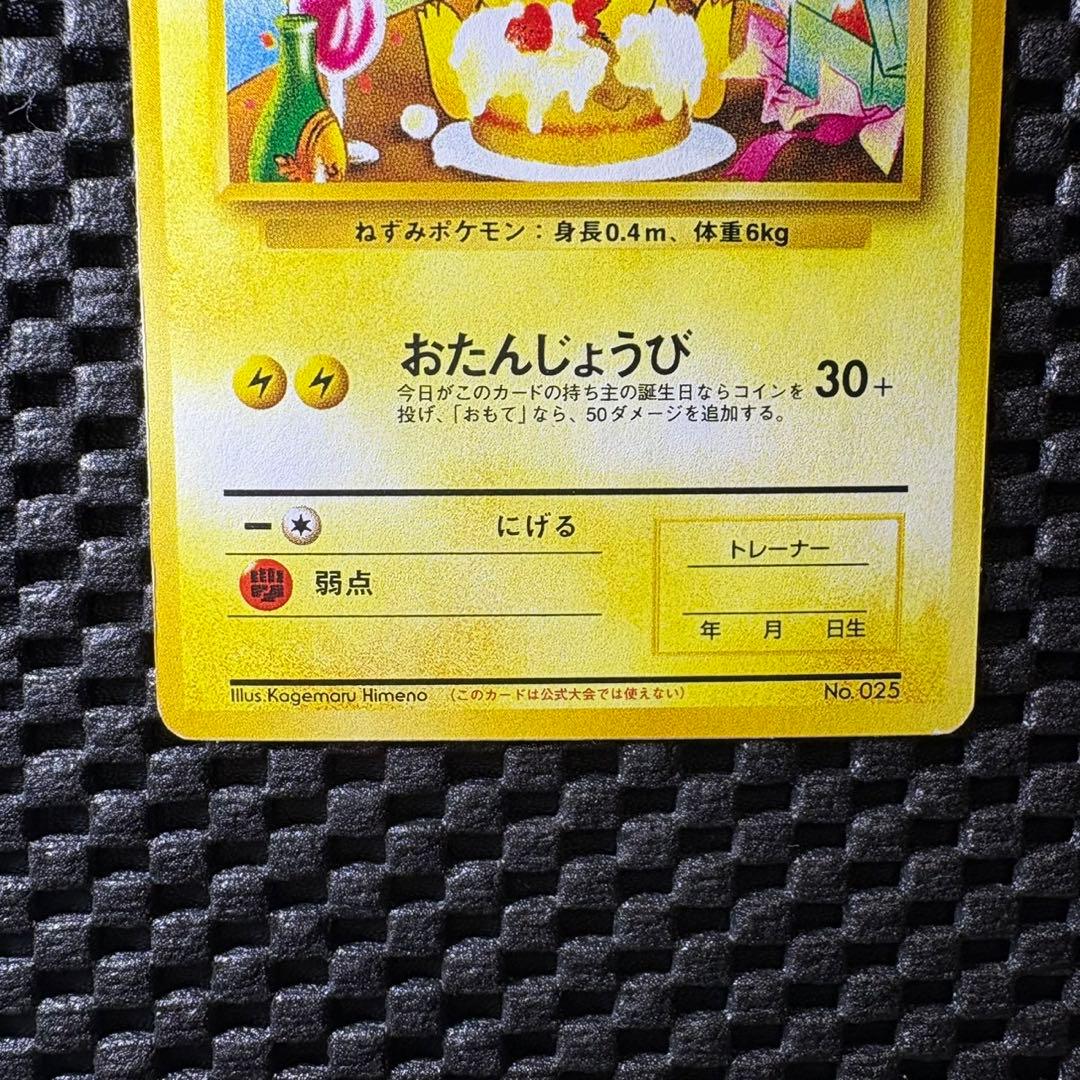 ねずみポケモン：身長0.4m、体重6kg
おたんじょうび
30+
今日がこのカードの持ち主の誕生日ならコインを
投げ、「おもて」なら、50ダメージを追加する。
にげる
弱点
トレーナー
年 月 日生
Illus.Kagemaru Himeno (このカードは公式大会では使えない) No.025